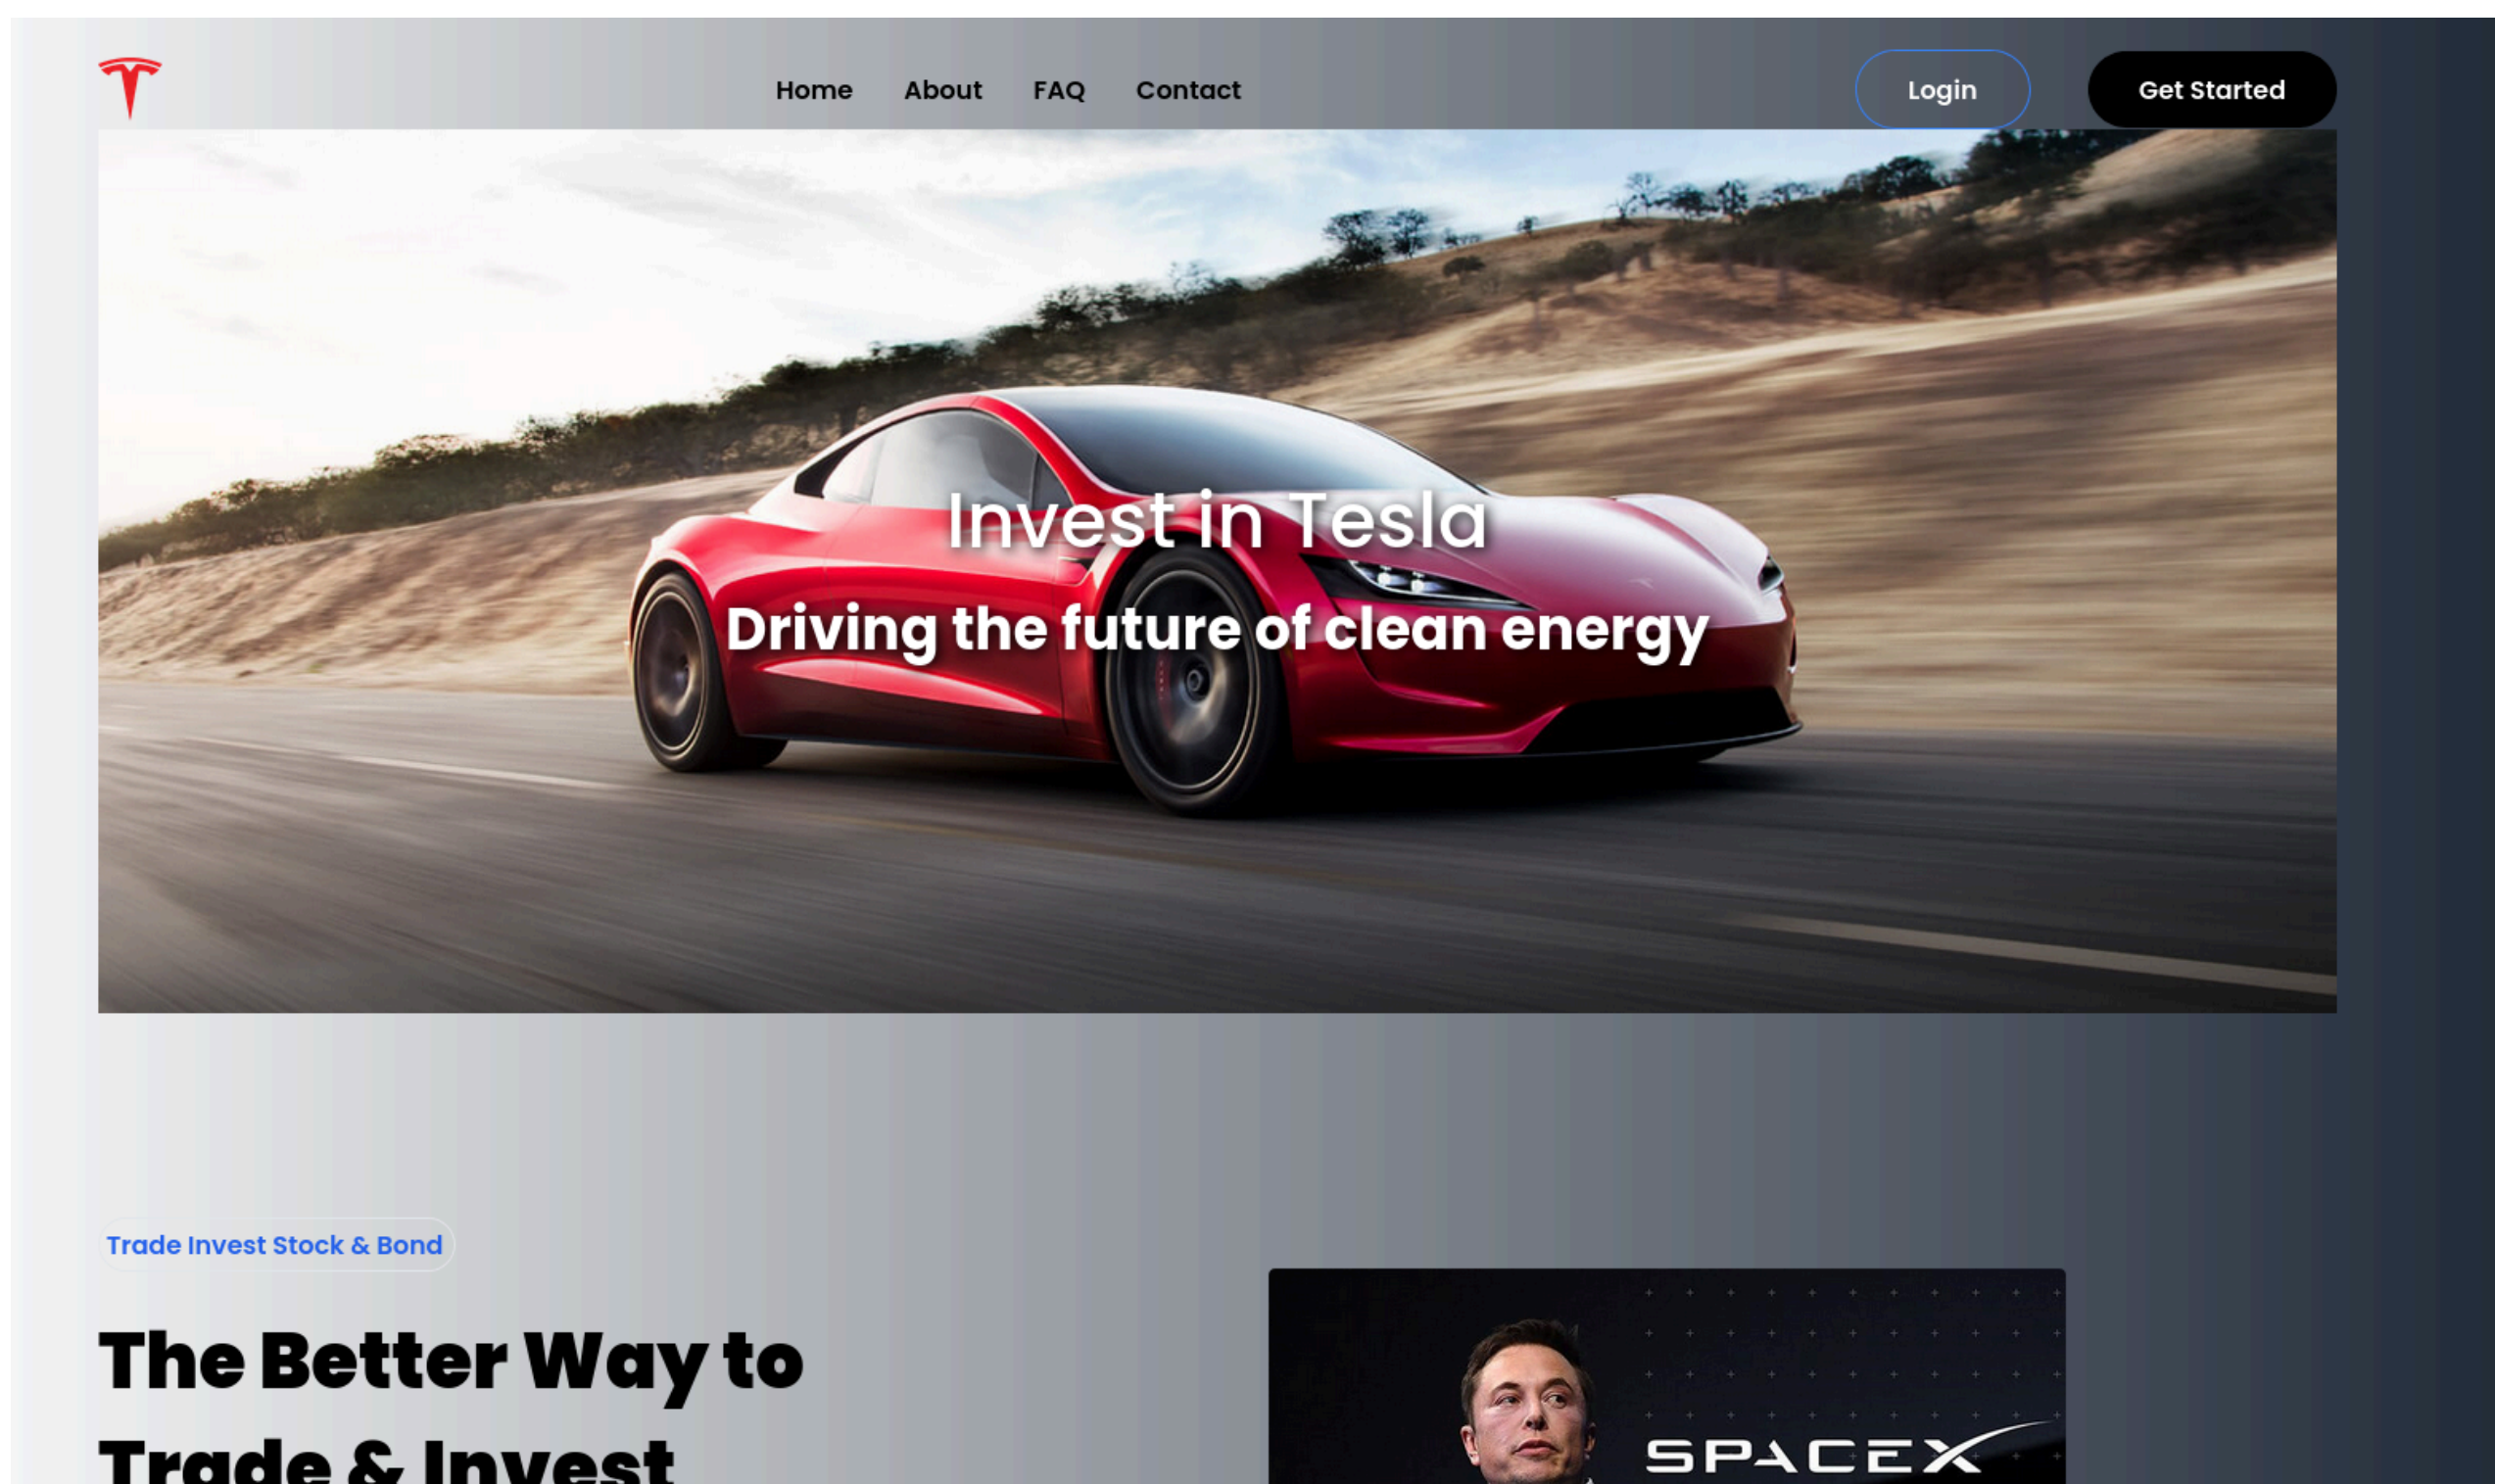 Home About FAQ Contact Login Get Started
Invest in Tesla
Driving the future of clean energy
Trade Invest Stock & Bond
The Better Way to
Trade & Invest
SPACEX